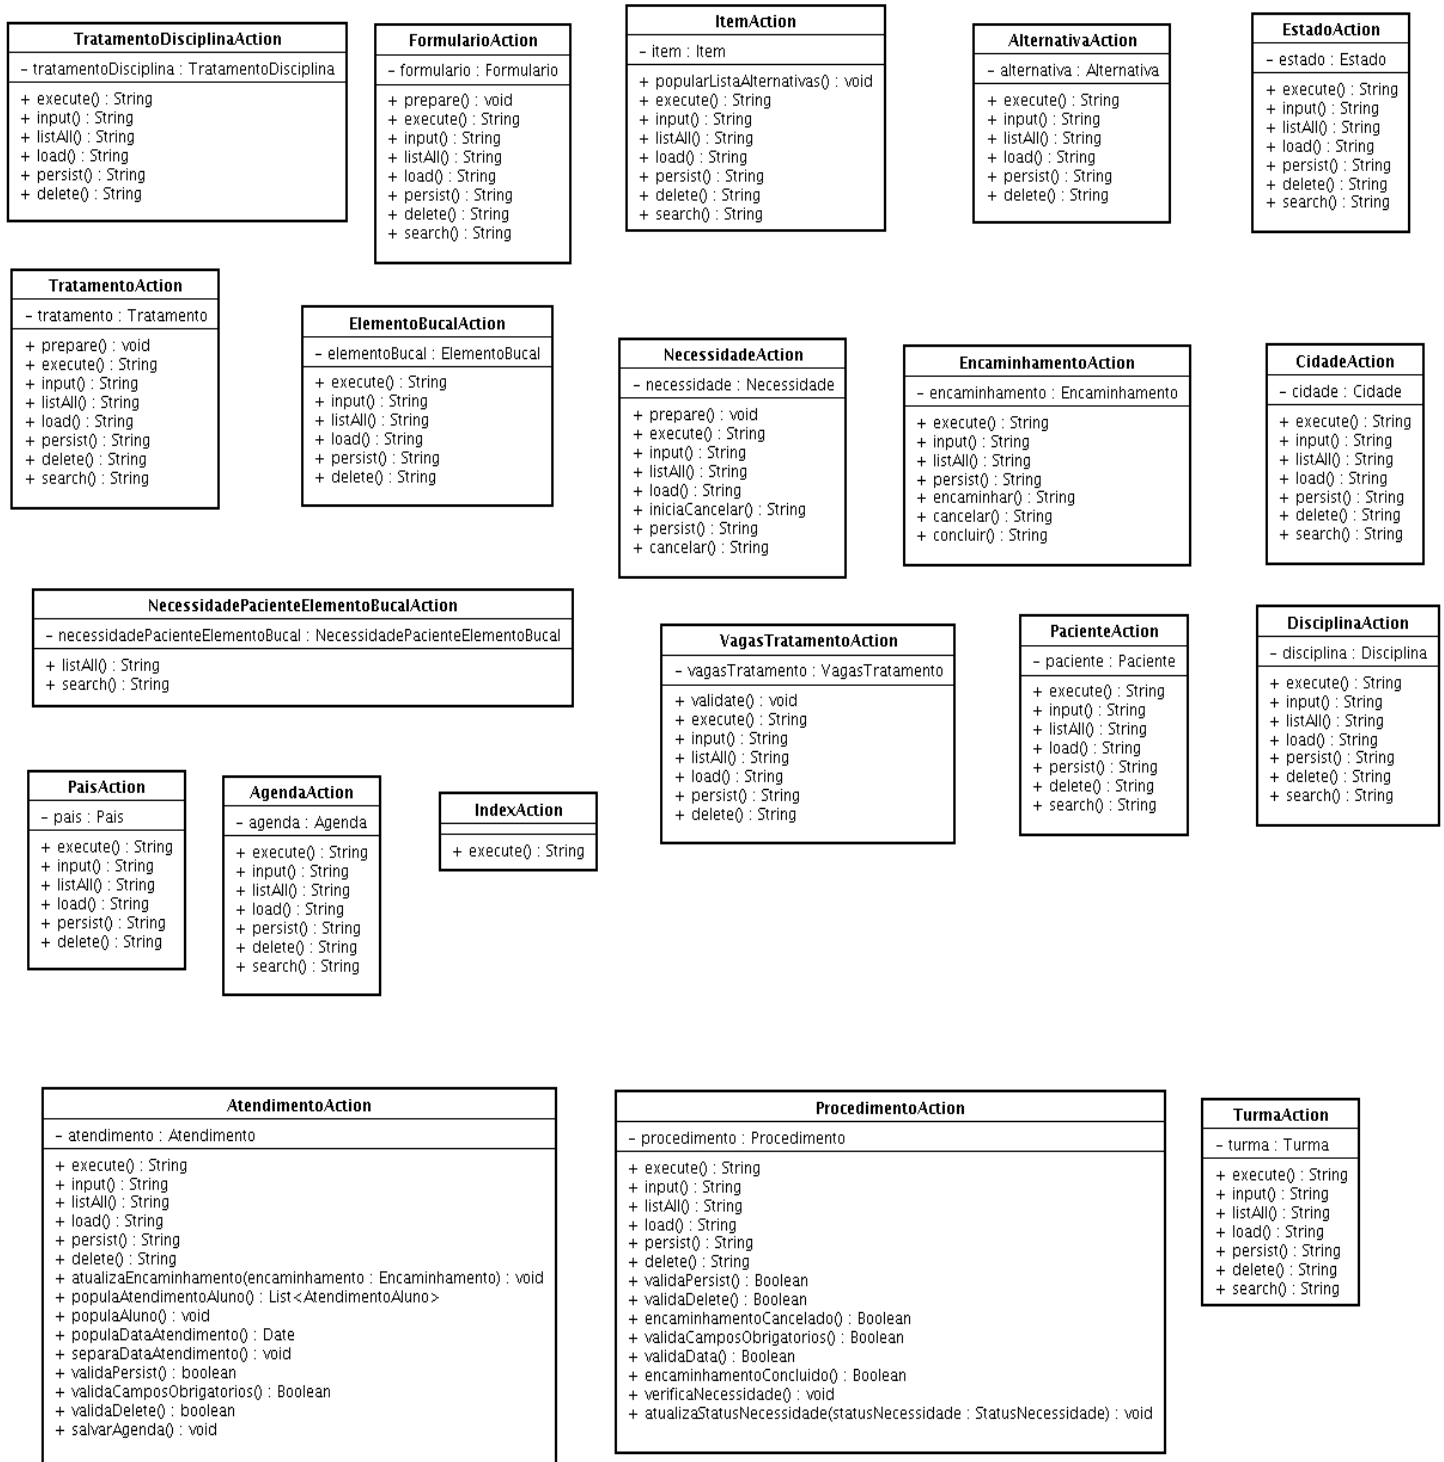 TratamentoDisciplinaAction
– tratamentoDisciplina : TratamentoDisciplina
+ execute() : String
+ input() : String
+ listAll() : String
+ load() : String
+ persist() : String
+ delete() : String
FormularioAction
– formulario : Formulario
+ prepare() : void
+ execute() : String
+ input() : String
+ listAll() : String
+ load() : String
+ persist() : String
+ delete() : String
+ search() : String
ItemAction
– item : Item
+ popularListaAlternativas() : void
+ execute() : String
+ input() : String
+ listAll() : String
+ load() : String
+ persist() : String
+ delete() : String
+ search() : String
AlternativaAction
– alternativa : Alternativa
+ execute() : String
+ input() : String
+ listAll() : String
+ load() : String
+ persist() : String
+ delete() : String
EstadoAction
– estado : Estado
+ execute() : String
+ input() : String
+ listAll() : String
+ load() : String
+ persist() : String
+ delete() : String
+ search() : String
TratamentoAction
– tratamento : Tratamento
+ prepare() : void
+ execute() : String
+ input() : String
+ listAll() : String
+ load() : String
+ persist() : String
+ delete() : String
+ search() : String
ElementoBucalAction
– elementoBucal : ElementoBucal
+ execute() : String
+ input() : String
+ listAll() : String
+ load() : String
+ persist() : String
+ delete() : String
NecessidadeAction
– necessidade : Necessidade
+ prepare() : void
+ execute() : String
+ input() : String
+ listAll() : String
+ load() : String
+ iniciaCancelar() : String
+ persist() : String
+ cancelar() : String
EncaminhamentoAction
– encaminhamento : Encaminhamento
+ execute() : String
+ input() : String
+ listAll() : String
+ persist() : String
+ encaminhar() : String
+ cancelar() : String
+ concluir() : String
CidadeAction
– cidade : Cidade
+ execute() : String
+ input() : String
+ listAll() : String
+ load() : String
+ persist() : String
+ delete() : String
+ search() : String
NecessidadePacienteElementoBucalAction
– necessidadePacienteElementoBucal : NecessidadePacienteElementoBucal
+ listAll() : String
+ search() : String
VagasTratamentoAction
– vagasTratamento : VagasTratamento
+ validate() : void
+ execute() : String
+ input() : String
+ listAll() : String
+ load() : String
+ persist() : String
+ delete() : String
PacienteAction
– paciente : Paciente
+ execute() : String
+ input() : String
+ listAll() : String
+ load() : String
+ persist() : String
+ delete() : String
+ search() : String
DisciplinaAction
– disciplina : Disciplina
+ execute() : String
+ input() : String
+ listAll() : String
+ load() : String
+ persist() : String
+ delete() : String
+ search() : String
PaisAction
– pais : Pais
+ execute() : String
+ input() : String
+ listAll() : String
+ load() : String
+ persist() : String
+ delete() : String
AgendaAction
– agenda : Agenda
+ execute() : String
+ input() : String
+ listAll() : String
+ load() : String
+ persist() : String
+ delete() : String
+ search() : String
IndexAction
+ execute() : String
AtendimentoAction
– atendimento : Atendimento
+ execute() : String
+ input() : String
+ listAll() : String
+ load() : String
+ persist() : String
+ delete() : String
+ atualizaEncaminhamento(encaminhamento : Encaminhamento) : void
+ populaAtendimentoAluno() : List<AtendimentoAluno>
+ populaAluno() : void
+ populaDataAtendimento() : Date
+ separaDataAtendimento() : void
+ validaPersist() : boolean
+ validaCamposObrigatorios() : Boolean
+ validaDelete() : boolean
+ salvarAgenda() : void
ProcedimentoAction
– procedimento : Procedimento
+ execute() : String
+ input() : String
+ listAll() : String
+ load() : String
+ persist() : String
+ delete() : String
+ validaPersist() : Boolean
+ validaDelete() : Boolean
+ encaminhamentoCancelado() : Boolean
+ validaCamposObrigatorios() : Boolean
+ validaData() : Boolean
+ encaminhamentoConcluido() : Boolean
+ verificaNecessidade() : void
+ atualizaStatusNecessidade(statusNecessidade : StatusNecessidade) : void
TurmaAction
– turma : Turma
+ execute() : String
+ input() : String
+ listAll() : String
+ load() : String
+ persist() : String
+ delete() : String
+ search() : String